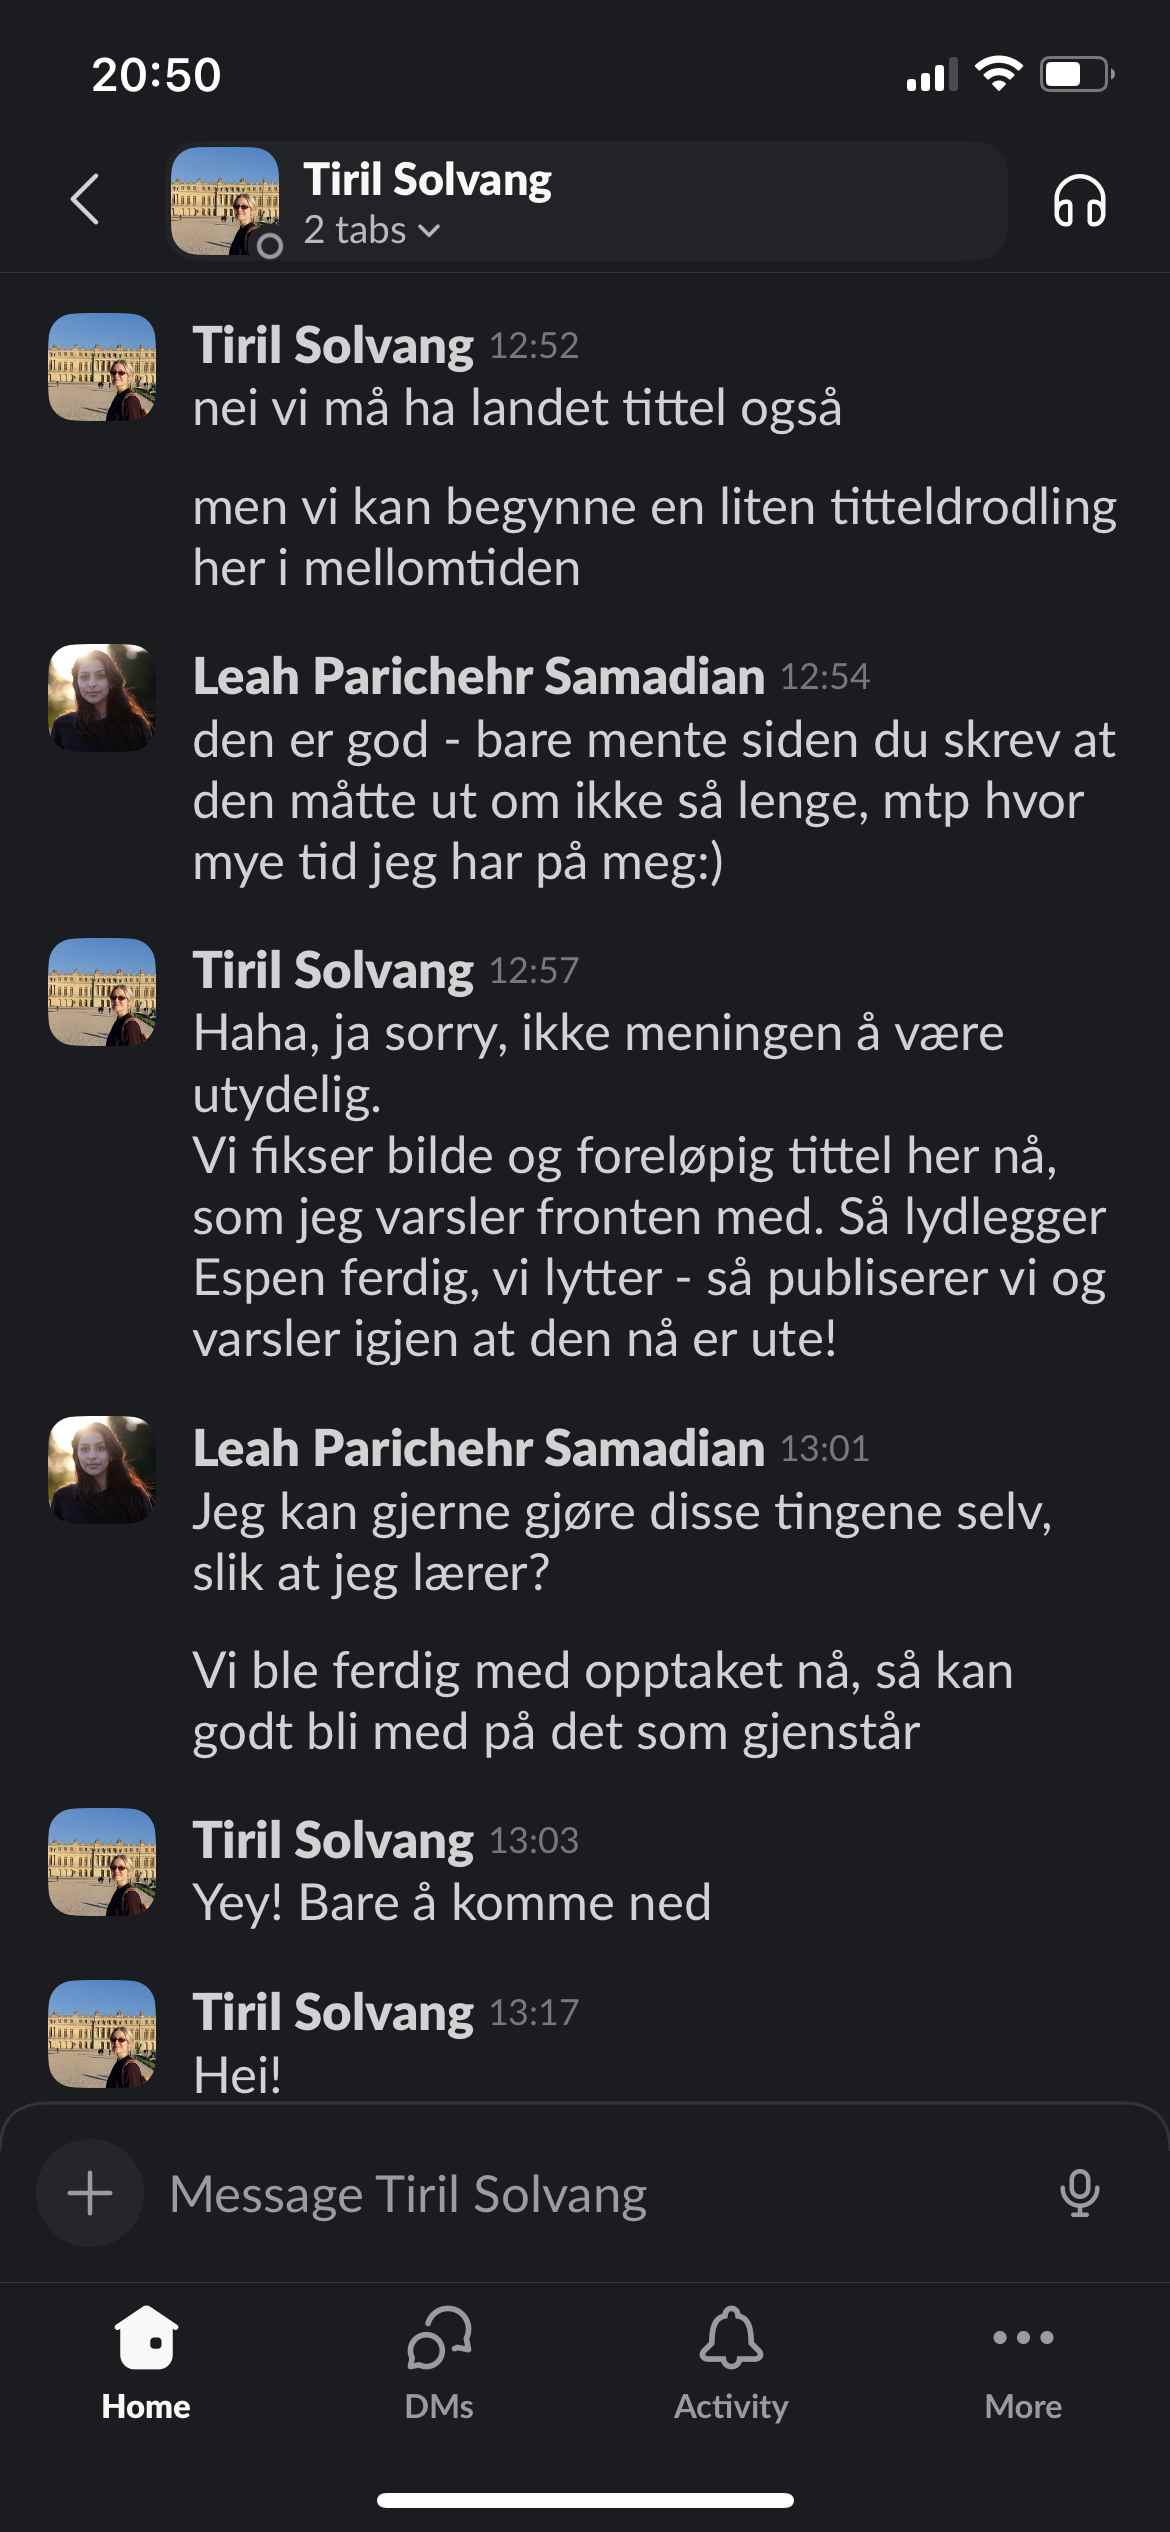 20:50
Tiril Solvang
2 tabs
Tiril Solvang 12:52
nei vi må ha landet tittel også
men vi kan begynne en liten titteldrodling
her i mellomtiden
Leah Parichehr Samadian 12:54
den er god - bare mente siden du skrev at
den måtte ut om ikke så lenge, mtp hvor
mye tid jeg har på meg:)
Tiril Solvang 12:57
Haha, ja sorry, ikke meningen å være
utydelig.
Vi fikser bilde og foreløpig tittel her nå,
som jeg varsler fronten med. Så lydlegger
Espen ferdig, vi lytter - så publiserer vi og
varsler igjen at den nå er ute!
Leah Parichehr Samadian 13:01
Jeg kan gjerne gjøre disse tingene selv,
slik at jeg lærer?
Vi ble ferdig med opptaket nå, så kan
godt bli med på det som gjenstår
Tiril Solvang 13:03
Yey! Bare å komme ned
Tiril Solvang 13:17
Hei!
Message Tiril Solvang
Home
DMs
Activity
More